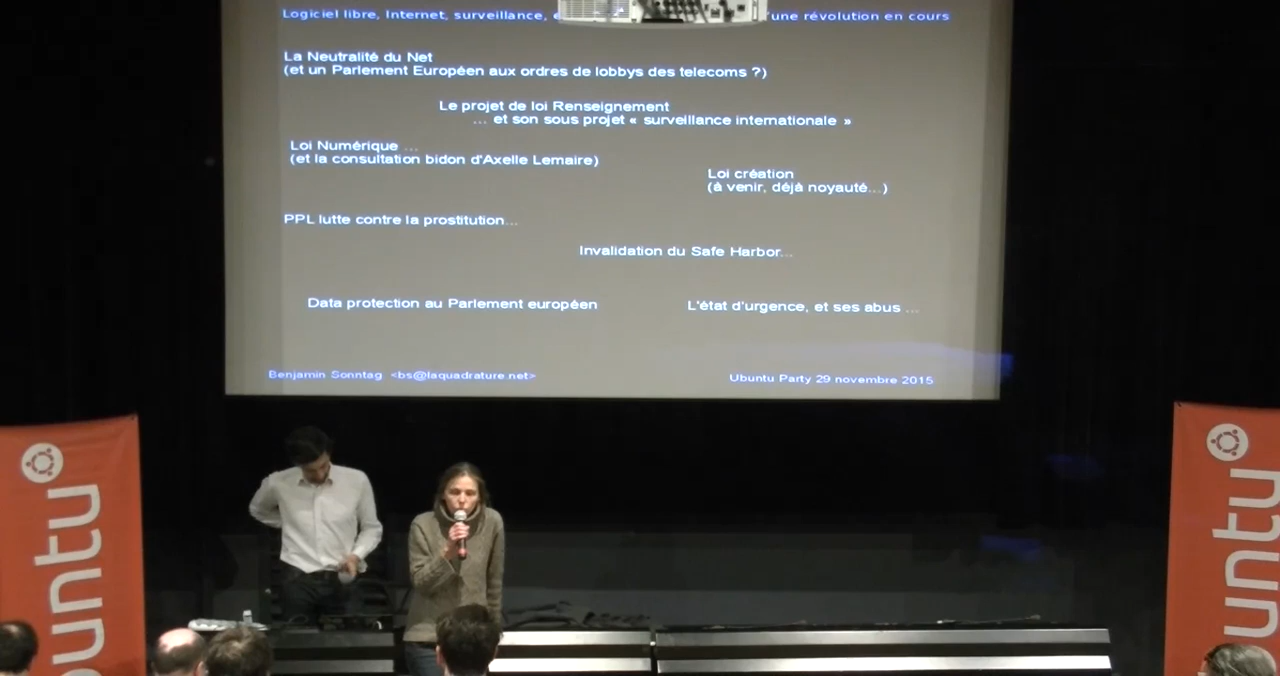 Logiciel libre, Internet, surveillance, une révolution en cours
La Neutralité du Net
(et un Parlement Européen aux ordres de lobbys des telecoms ?)
Le projet de loi Renseignement
... et son sous projet « surveillance internationale »
Loi Numérique ...
(et la consultation bidon d'Axelle Lemaire)
Loi création
(à venir, déjà noyauté...)
PPL lutte contre la prostitution...
Invalidation du Safe Harbor...
Data protection au Parlement européen
L'état d'urgence, et ses abus ...
Benjamin Sonntag <bs@laquadrature.net>
Ubuntu Party 29 novembre 2015
buntu
buntu